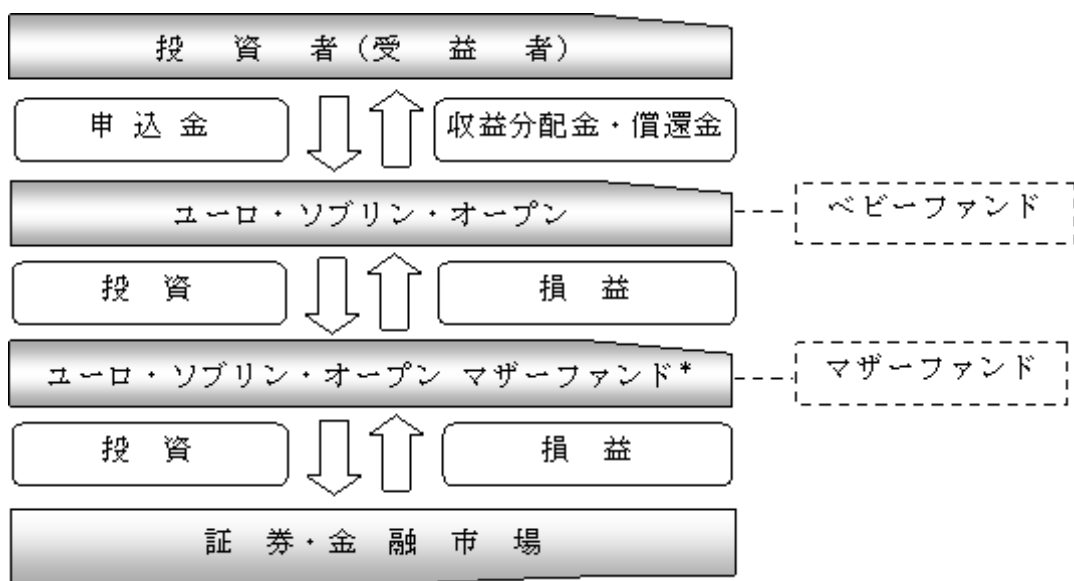 投資者（受益者）
申込金
収益分配金・償還金
ユーロ・ソブリン・オープン
ベビーファンド
投資
損益
ユーロ・ソブリン・オープン マザーファンド*
マザーファンド
投資
損益
証券・金融市場